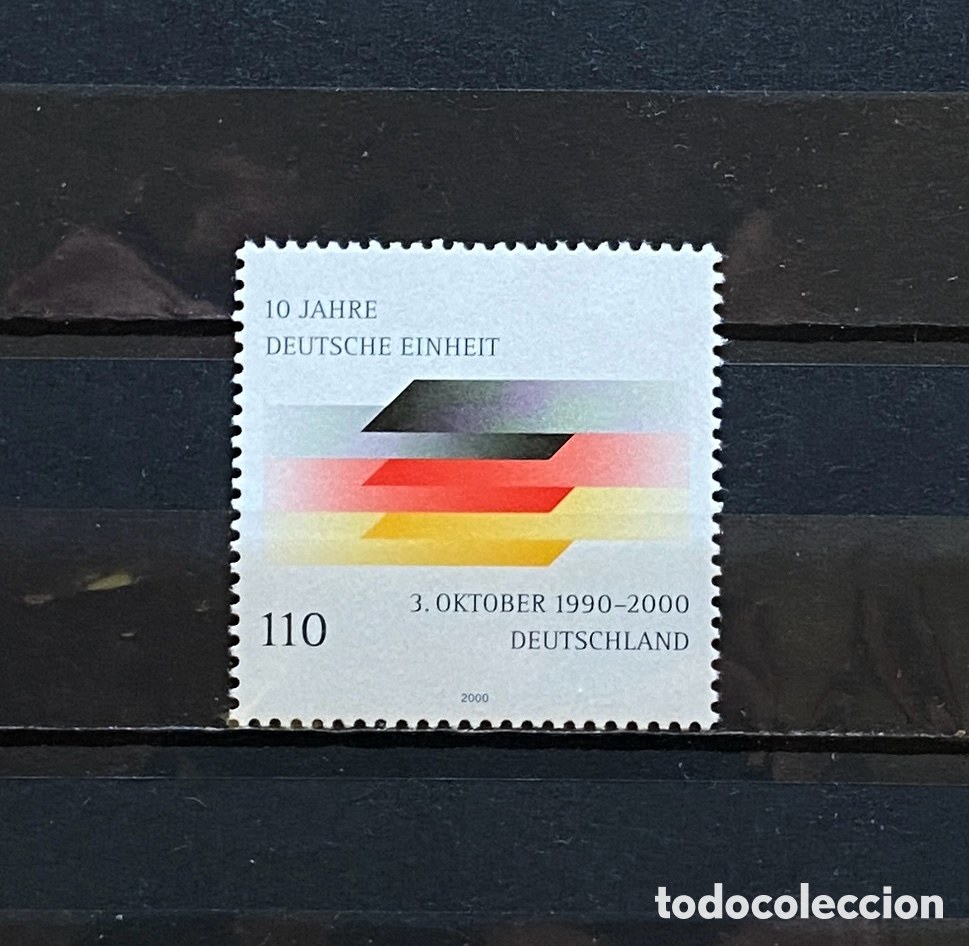 10 JAHRE
DEUTSCHE EINHEIT
3. OKTOBER 1990–2000
110
DEUTSCHLAND
2000
todocoleccion